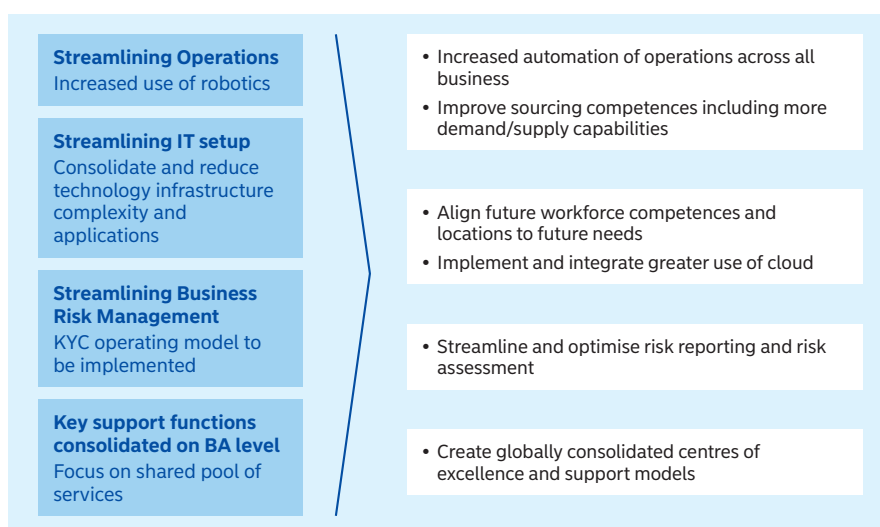 Streamlining Operations
Increased use of robotics
Streamlining IT setup
Consolidate and reduce
technology infrastructure
complexity and
applications
Streamlining Business
Risk Management
KYC operating model to
be implemented
Key support functions
consolidated on BA level
Focus on shared pool of
services
• Increased automation of operations across all
business
• Improve sourcing competences including more
demand/supply capabilities
• Align future workforce competences and
locations to future needs
• Implement and integrate greater use of cloud
• Streamline and optimise risk reporting and risk
assessment
• Create globally consolidated centres of
excellence and support models